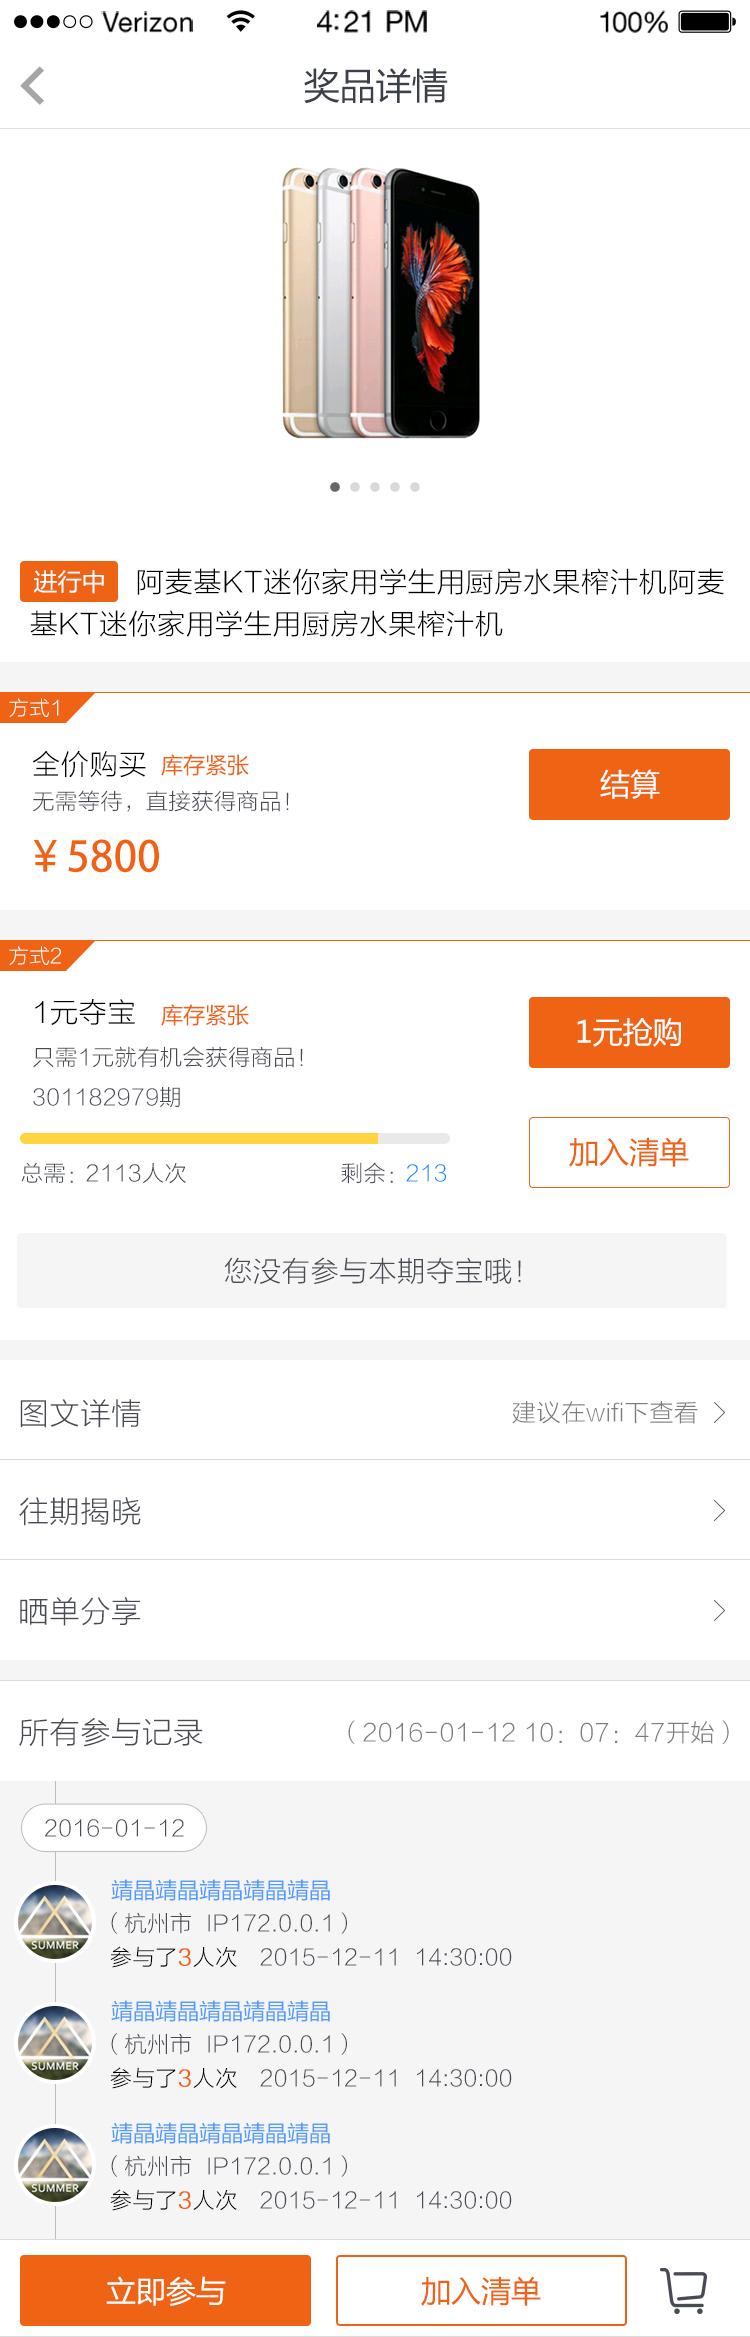 Verizon 4:21 PM 100%
奖品详情
进行中 阿麦基KT迷你家用学生用厨房水果榨汁机阿麦
基KT迷你家用学生用厨房水果榨汁机
方式1
全价购买 库存紧张
无需等待，直接获得商品！
结算
¥ 5800
方式2
1元夺宝 库存紧张
1元抢购
只需1元就有机会获得商品！
301182979期
加入清单
总需：2113人次 剩余：213
您没有参与本期夺宝哦！
图文详情 建议在wifi下查看
往期揭晓
晒单分享
所有参与记录 （2016-01-12 10：07：47开始）
2016-01-12
靖晶靖晶靖晶靖晶靖晶
（杭州市 IP172.0.0.1）
SUMMER
参与了3人次 2015-12-11 14:30:00
靖晶靖晶靖晶靖晶靖晶
（杭州市 IP172.0.0.1）
SUMMER
参与了3人次 2015-12-11 14:30:00
靖晶靖晶靖晶靖晶靖晶
（杭州市 IP172.0.0.1）
SUMMER
参与了3人次 2015-12-11 14:30:00
立即参与 加入清单